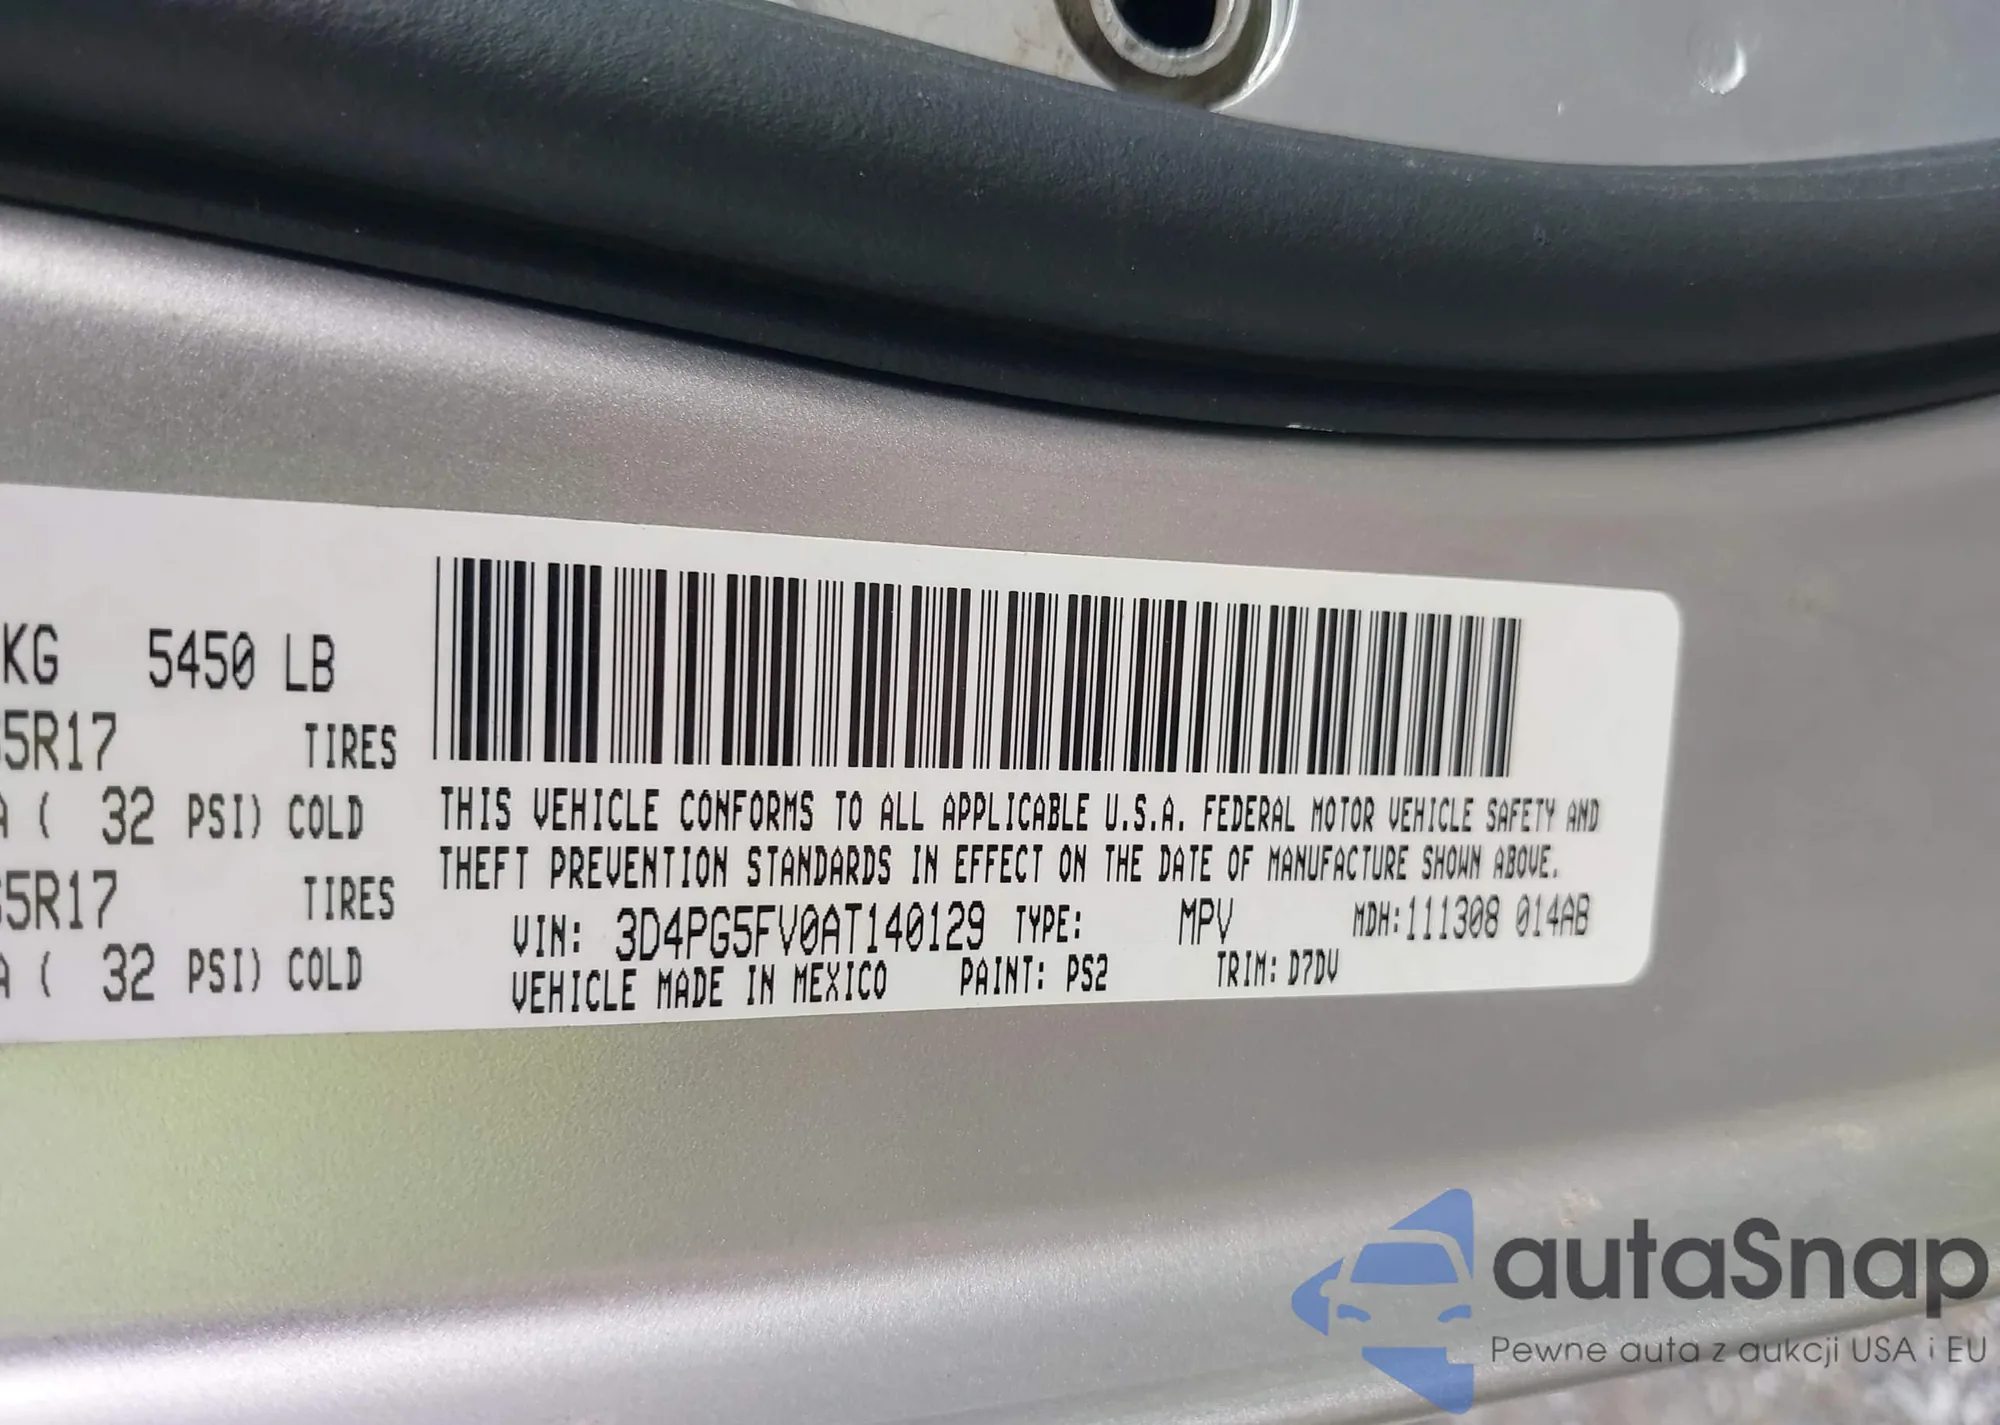 KG 5450 LB
5R17 TIRES
( 32 PSI) COLD
5R17 TIRES
( 32 PSI) COLD
THIS VEHICLE CONFORMS TO ALL APPLICABLE U.S.A. FEDERAL MOTOR VEHICLE SAFETY AND
THEFT PREVENTION STANDARDS IN EFFECT ON THE DATE OF MANUFACTURE SHOWN ABOVE.
VIN: 3D4PG5FV0AT140129 TYPE: MPV MDH:111308 014AB
VEHICLE MADE IN MEXICO PAINT: PS2 TRIM: D7DV
autaSnap
Pewne auta z aukcji USA i EU